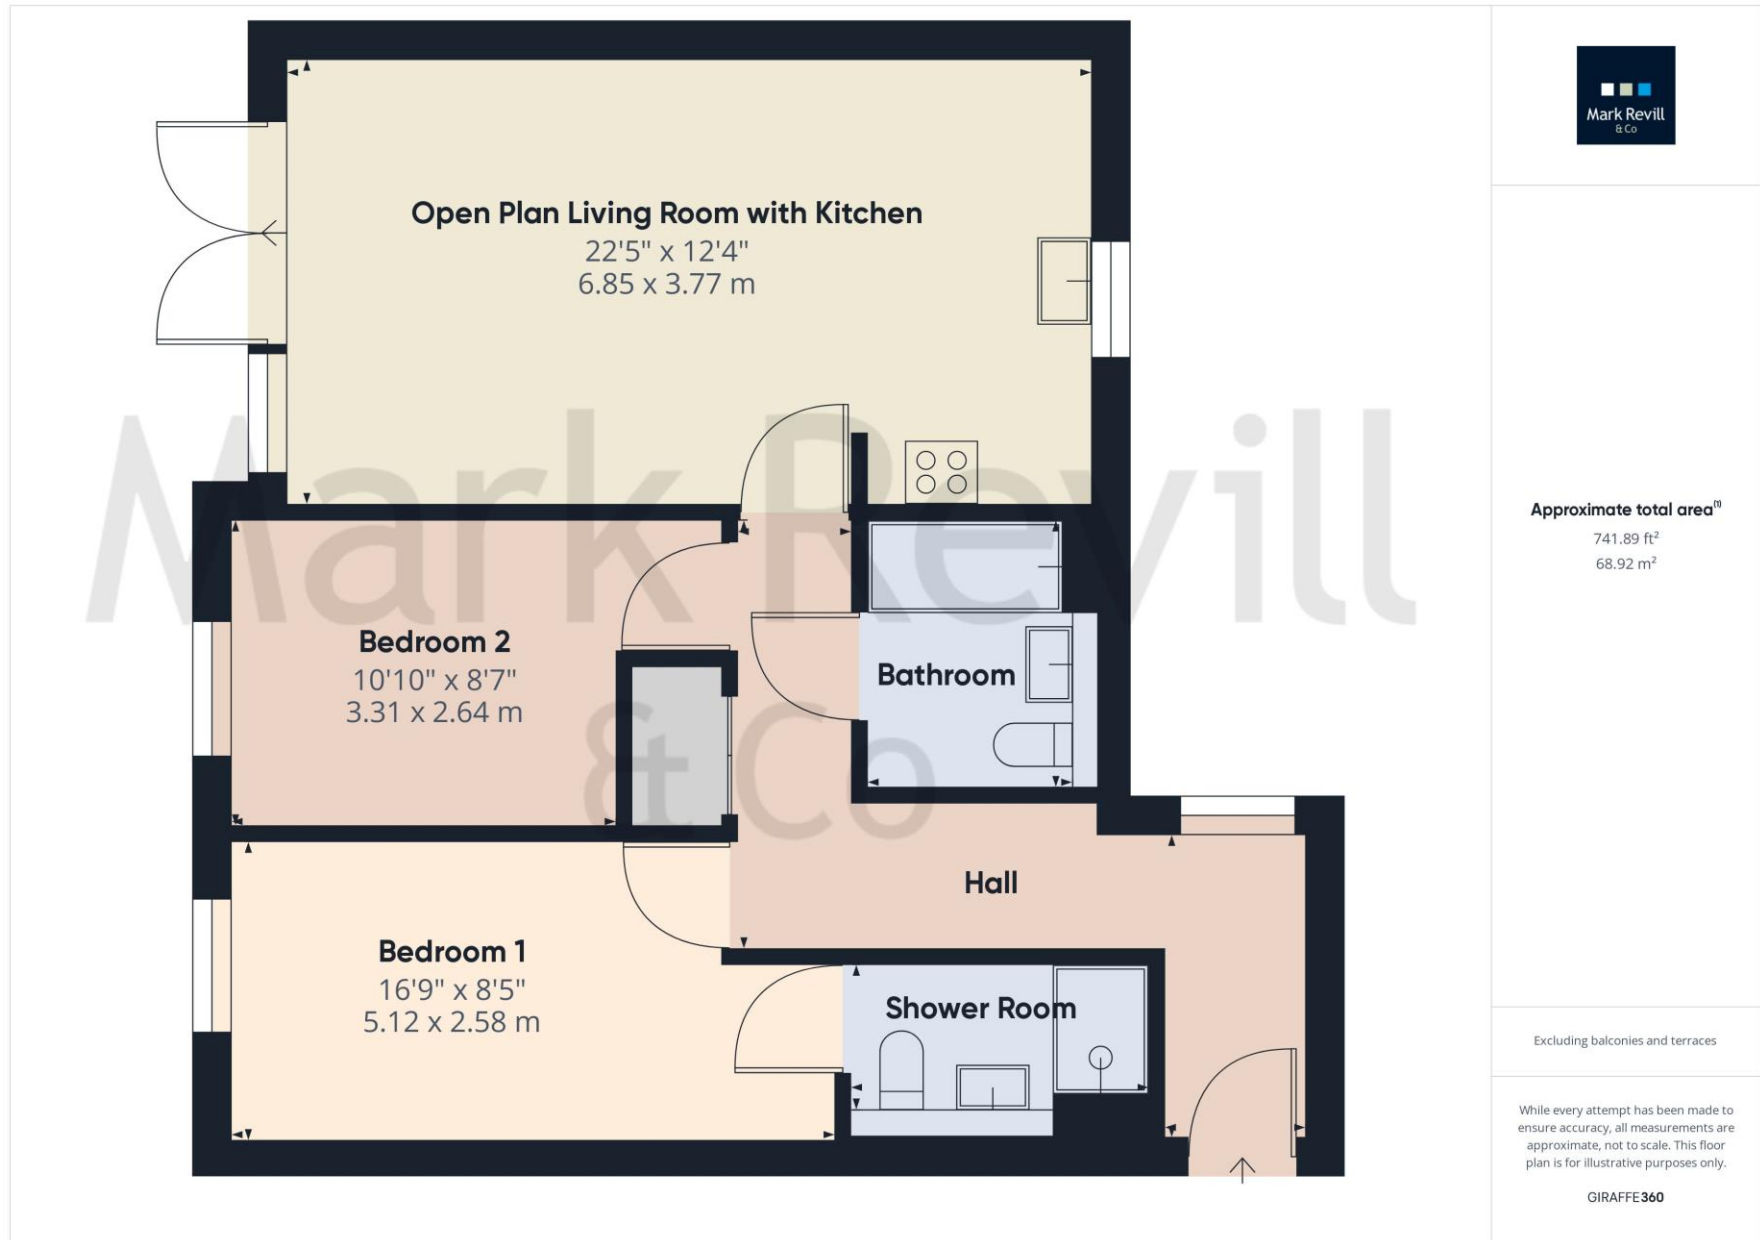 Open Plan Living Room with Kitchen
22'5" x 12'4"
6.85 x 3.77 m
Bedroom 2
10'10" x 8'7"
3.31 x 2.64 m
Bathroom
Hall
Bedroom 1
16'9" x 8'5"
5.12 x 2.58 m
Shower Room
Mark Revill
& Co
Mark Revill
& Co
Approximate total area⁽¹⁾
741.89 ft²
68.92 m²
Excluding balconies and terraces
While every attempt has been made to
ensure accuracy, all measurements are
approximate, not to scale. This floor
plan is for illustrative purposes only.
GIRAFFE360